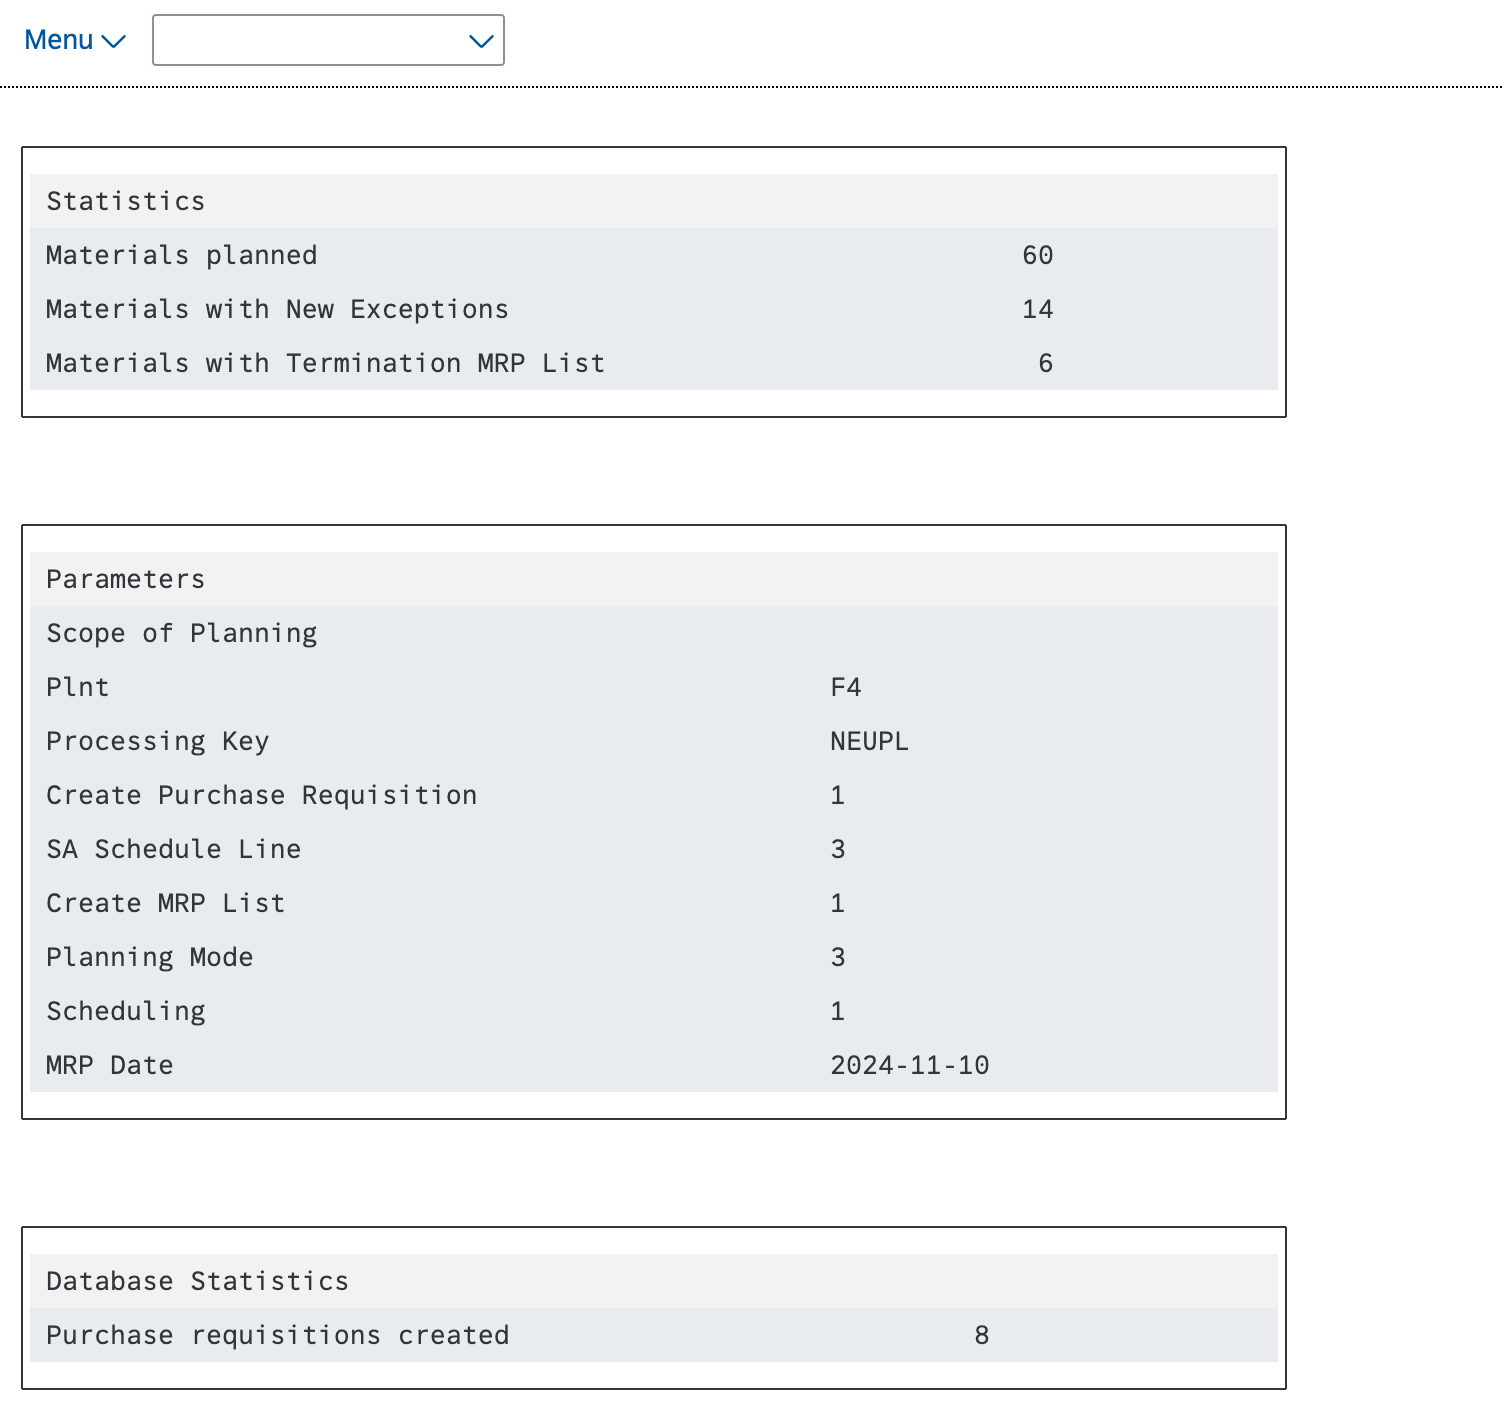 Menu
Statistics
Materials planned 60
Materials with New Exceptions 14
Materials with Termination MRP List 6
Parameters
Scope of Planning
Plnt F4
Processing Key NEUPL
Create Purchase Requisition 1
SA Schedule Line 3
Create MRP List 1
Planning Mode 3
Scheduling 1
MRP Date 2024-11-10
Database Statistics
Purchase requisitions created 8